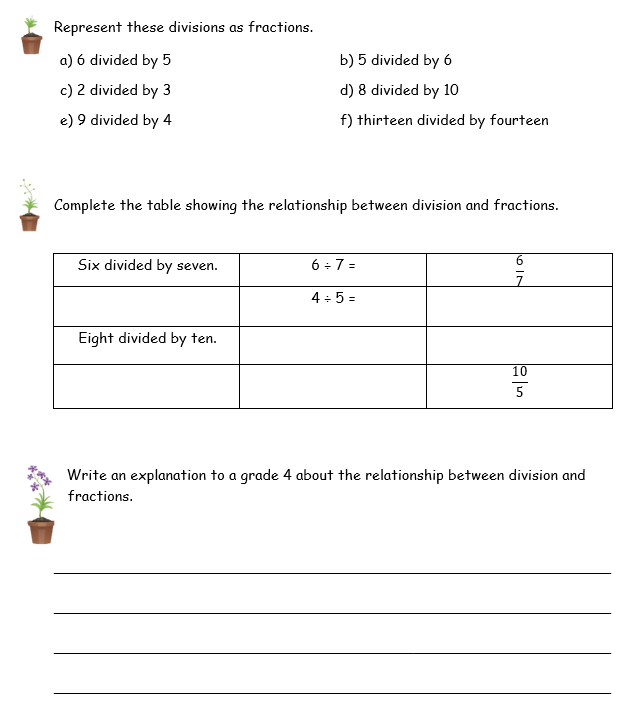 Represent these divisions as fractions.
a) 6 divided by 5 b) 5 divided by 6
c) 2 divided by 3 d) 8 divided by 10
e) 9 divided by 4 f) thirteen divided by fourteen
Complete the table showing the relationship between division and fractions.
Six divided by seven. 6 ÷ 7 = 6/7
4 ÷ 5 =
Eight divided by ten.
10/5
Write an explanation to a grade 4 about the relationship between division and
fractions.